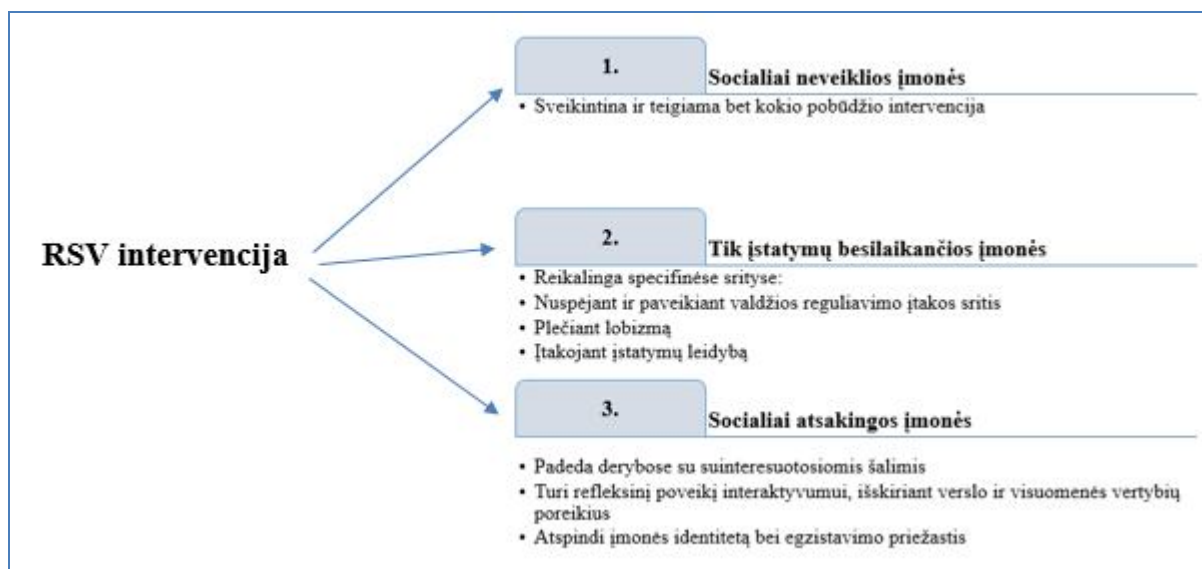 RSV intervencija
1.
Socialiai neveiklios įmonės
• Sveikintina ir teigiama bet kokio pobūdžio intervencija
2.
Tik įstatymų besilaikančios įmonės
• Reikalinga specifinėse srityse:
• Nuspėjant ir paveikiant valdžios reguliavimo įtakos sritis
• Plečiant lobizmą
• Įtakojant įstatymų leidybą
3.
Socialiai atsakingos įmonės
• Padeda derybose su suinteresuotosiomis šalimis
• Turi refleksinį poveikį interaktyvumui, išskiriant verslo ir visuomenės vertybių
poreikius
• Atspindi įmonės identitetą bei egzistavimo priežastis